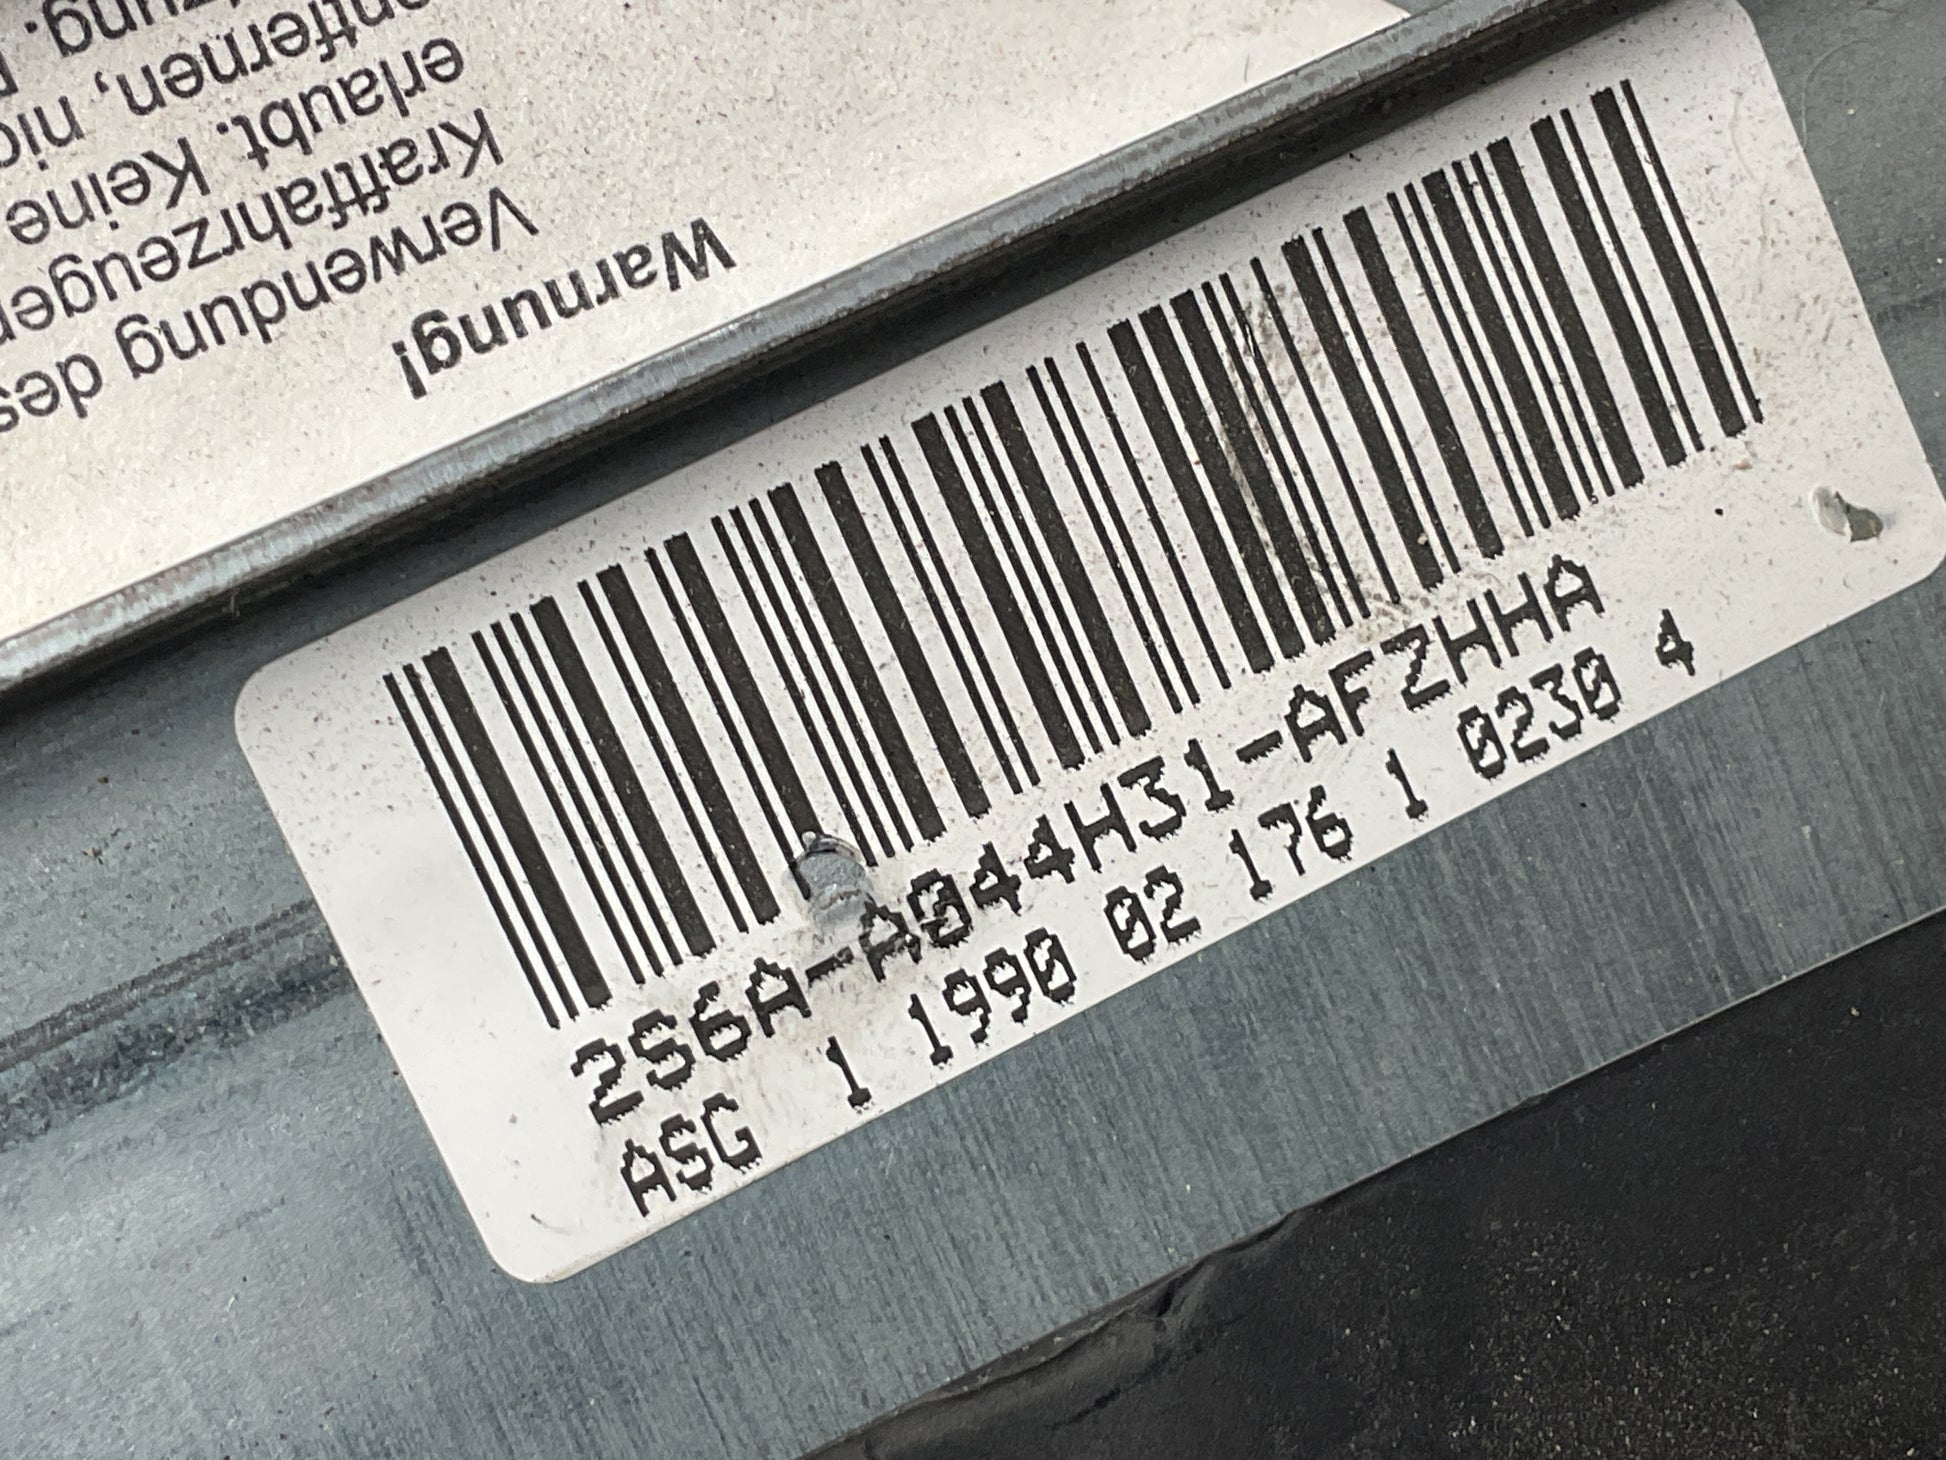 Warnung!
Verwendung des
Kraftfahrzeugen
erlaubt. Keine
entfernen, nic
zung.
2S6A-A044H31-AFZHHA
ASG 1 1990 02 176 1 0230 4